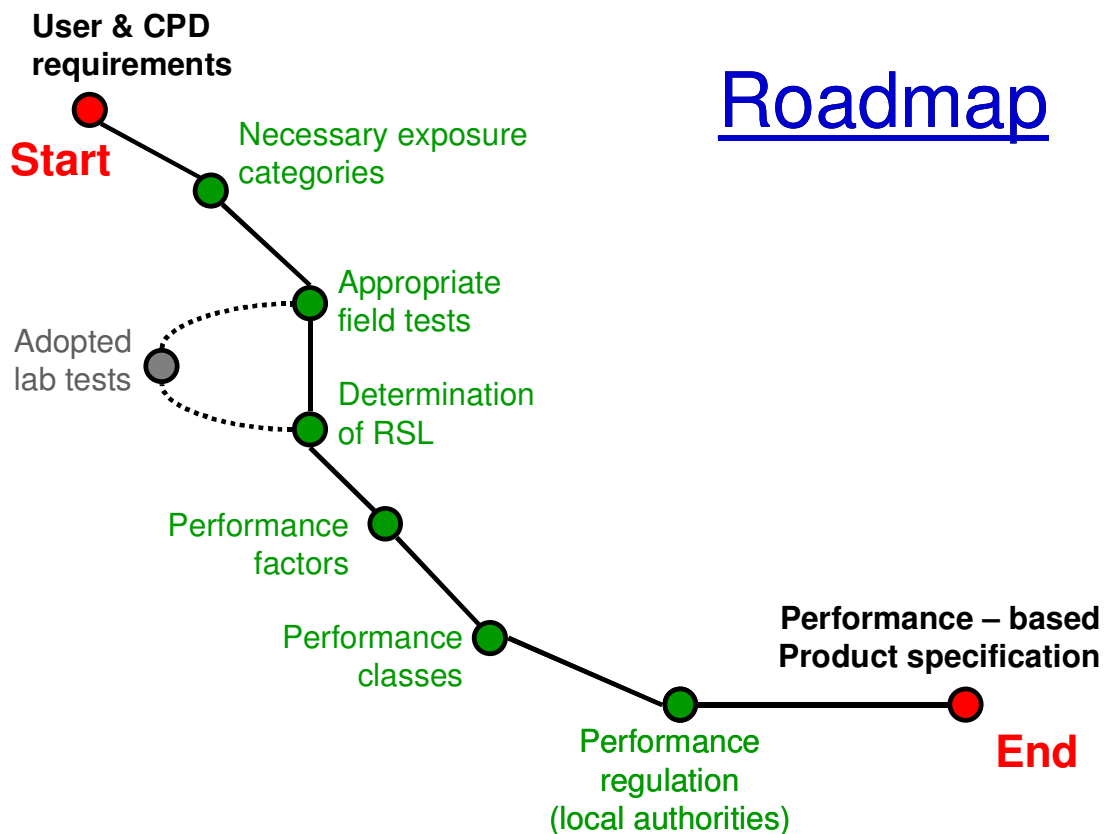 User & CPD
requirements
Roadmap
Start
Necessary exposure
categories
Appropriate
field tests
Adopted
lab tests
Determination
of RSL
Performance
factors
Performance
classes
Performance – based
Product specification
End
Performance
regulation
(local authorities)